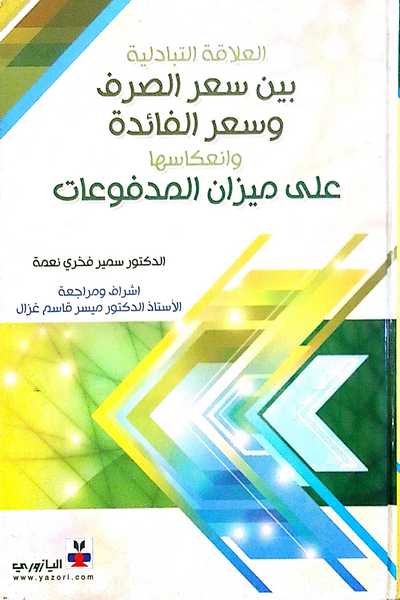 العلاقة التبادلية
بين سعر الصرف
وسعر الفائدة
وانعكاسها
على ميزان المدفوعات
الدكتور سمير فخري نعمة
اشراف ومراجعة
الأستاذ الدكتور ميسر قاسم غزال
اليازوري
www.yazori.com